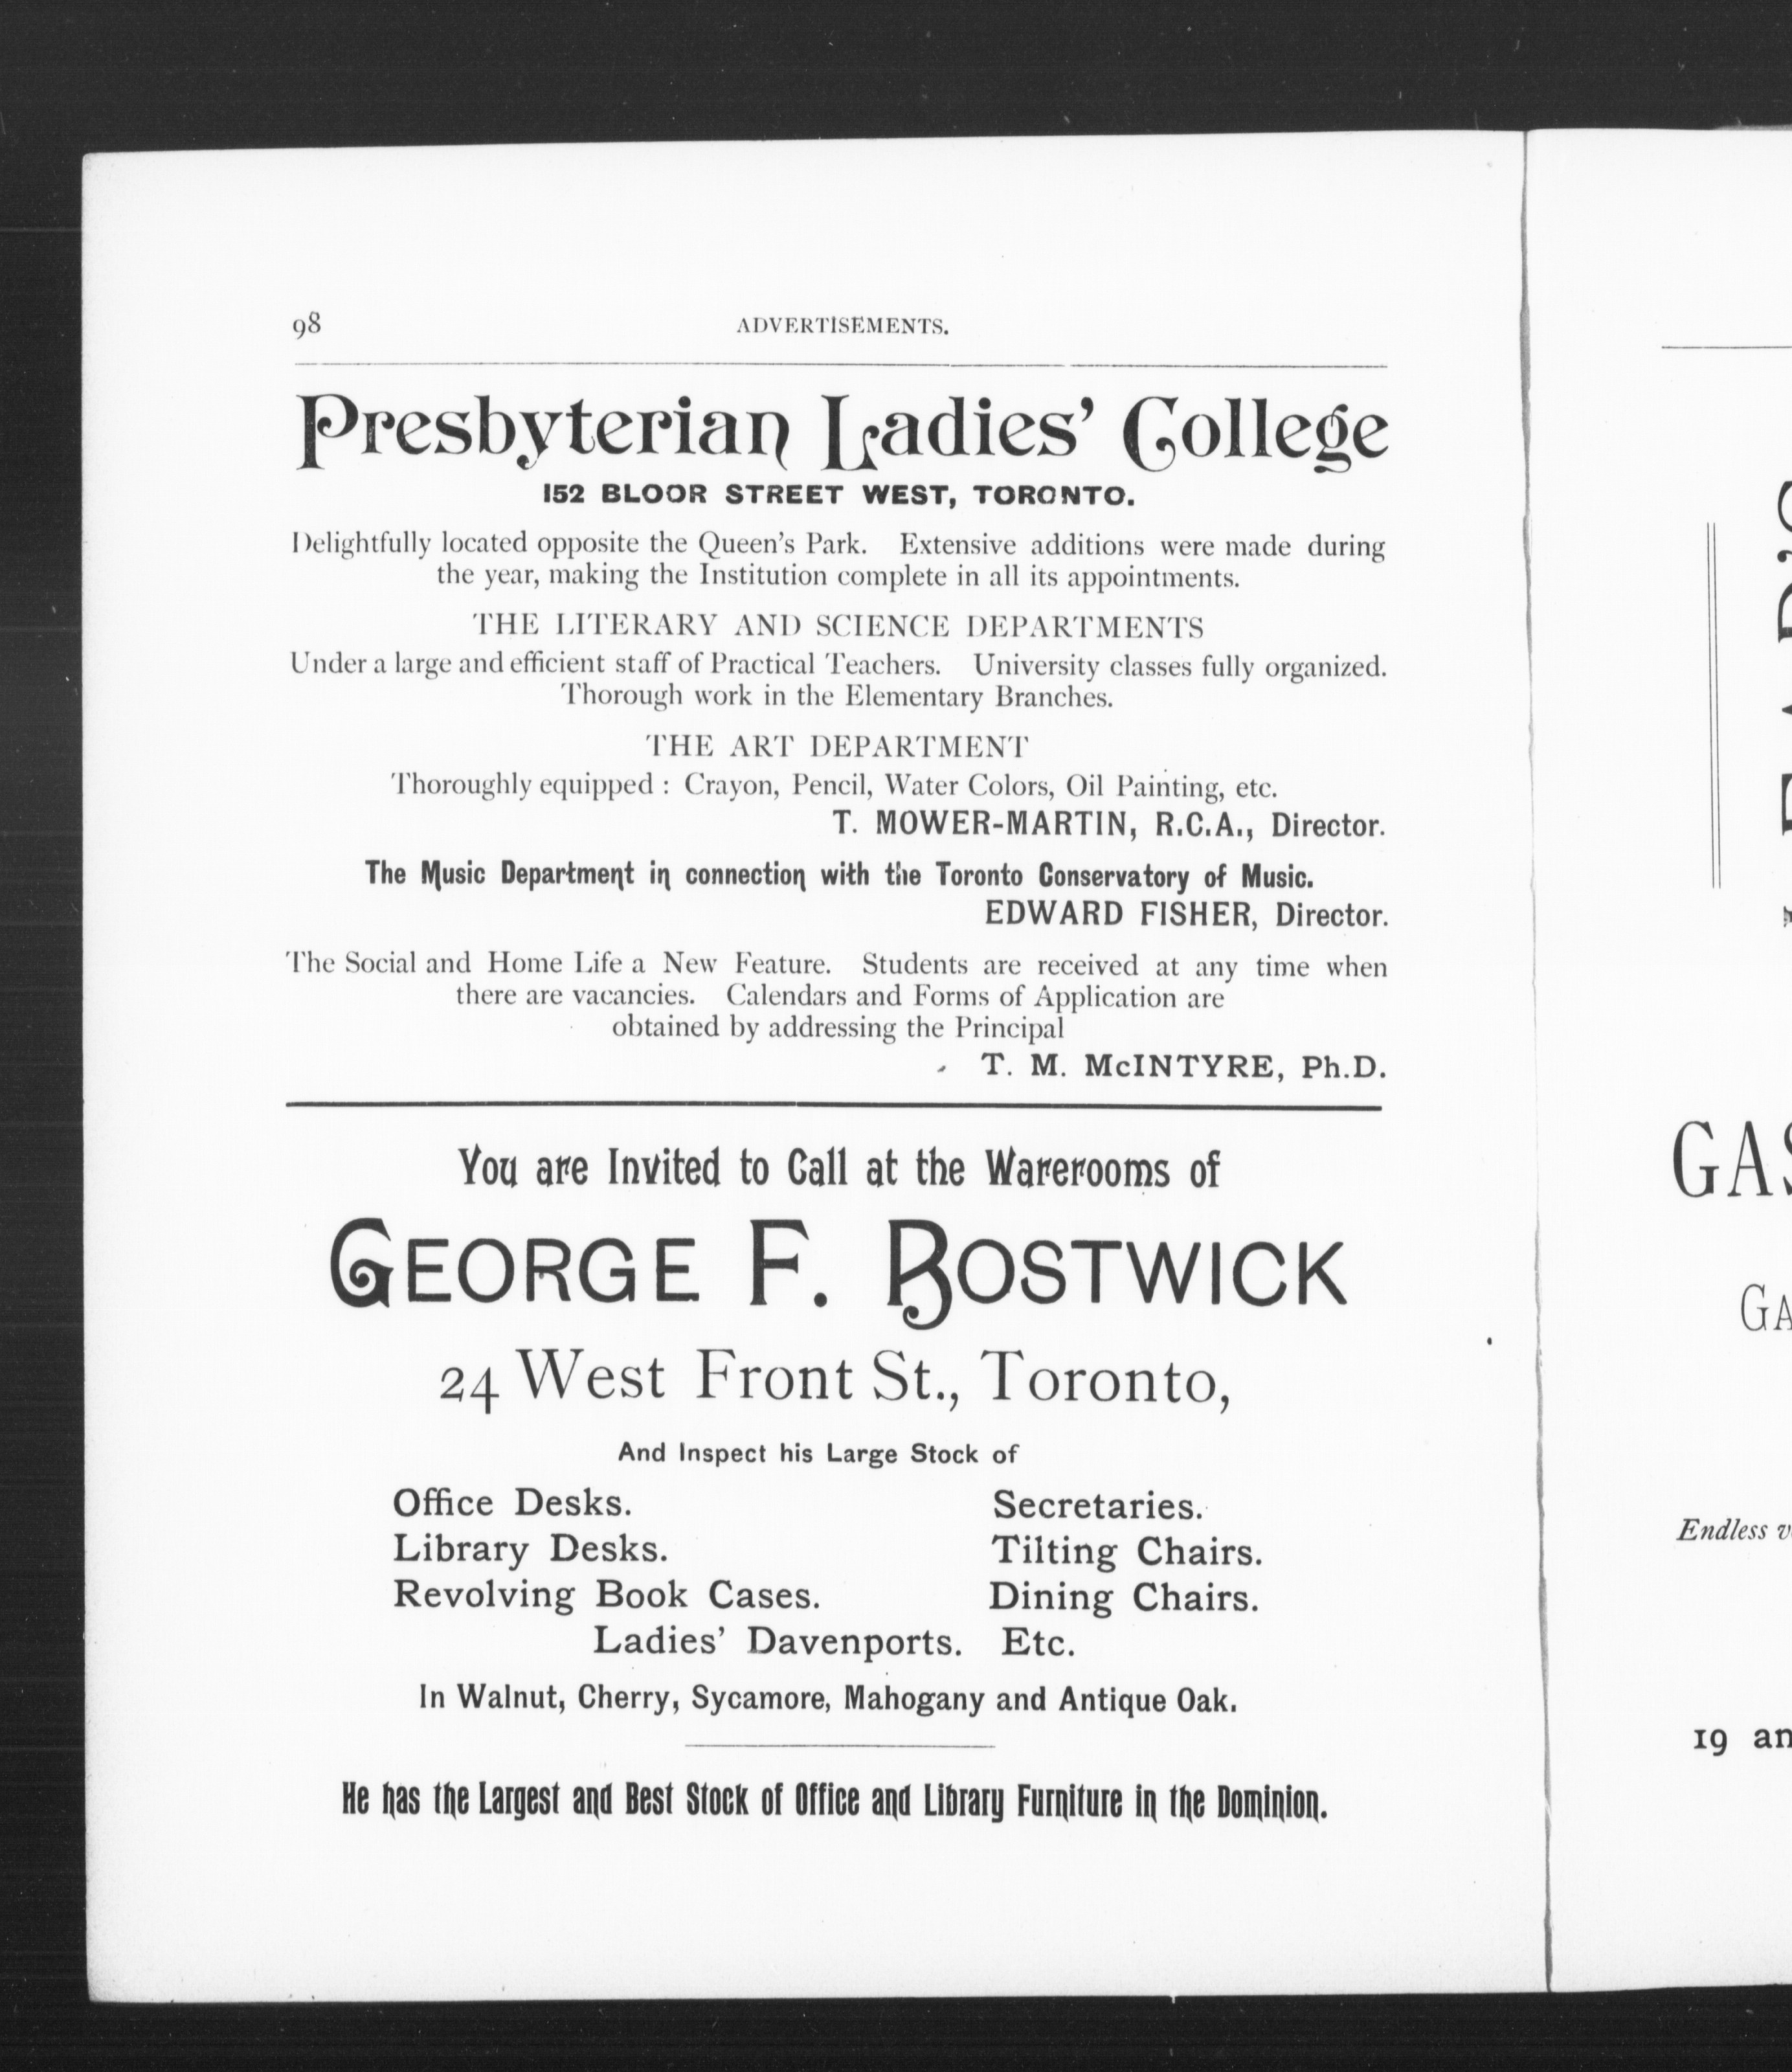 98
ADVERTISEMENTS.
Presbyterian Ladies' College
152 BLOOR STREET WEST, TORONTO.
Delightfully located opposite the Queen's Park. Extensive additions were made during
the year, making the Institution complete in all its appointments.
THE LITERARY AND SCIENCE DEPARTMENTS
Under a large and efficient staff of Practical Teachers. University classes fully organized.
Thorough work in the Elementary Branches.
THE ART DEPARTMENT
Thoroughly equipped : Crayon, Pencil, Water Colors, Oil Painting, etc.
T. MOWER-MARTIN, R.C.A., Director.
The Music Department in connection with the Toronto Conservatory of Music.
EDWARD FISHER, Director.
The Social and Home Life a New Feature. Students are received at any time when
there are vacancies. Calendars and Forms of Application are
obtained by addressing the Principal
T. M. McINTYRE, Ph.D.
You are Invited to Call at the Warerooms of
GEORGE F. BOSTWICK
24 West Front St., Toronto,
And Inspect his Large Stock of
Office Desks. Secretaries.
Library Desks. Tilting Chairs.
Revolving Book Cases. Dining Chairs.
Ladies' Davenports. Etc.
In Walnut, Cherry, Sycamore, Mahogany and Antique Oak.
He has the Largest and Best Stock of Office and Library Furniture in the Dominion.
GAS
GA
Endless
19 an